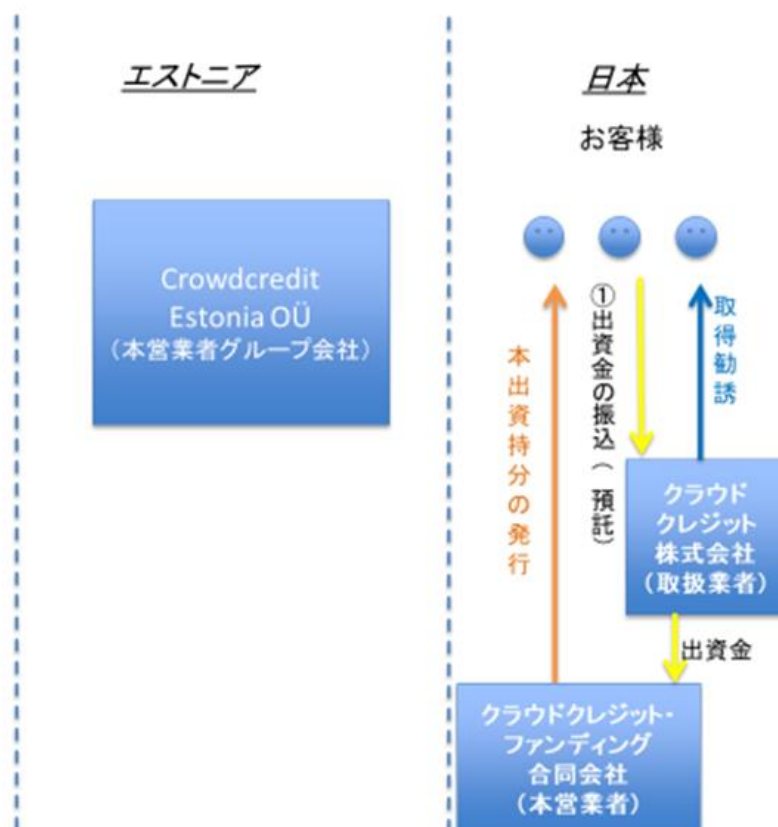 エストニア
日本
お客様
Crowdcredit
Estonia OÜ
(本営業者グループ会社)
本出資持分の発行
①出資金の振込(預託)
取得勧誘
クラウド
クレジット
株式会社
(取扱業者)
出資金
クラウドクレジット・
ファンディング
合同会社
(本営業者)